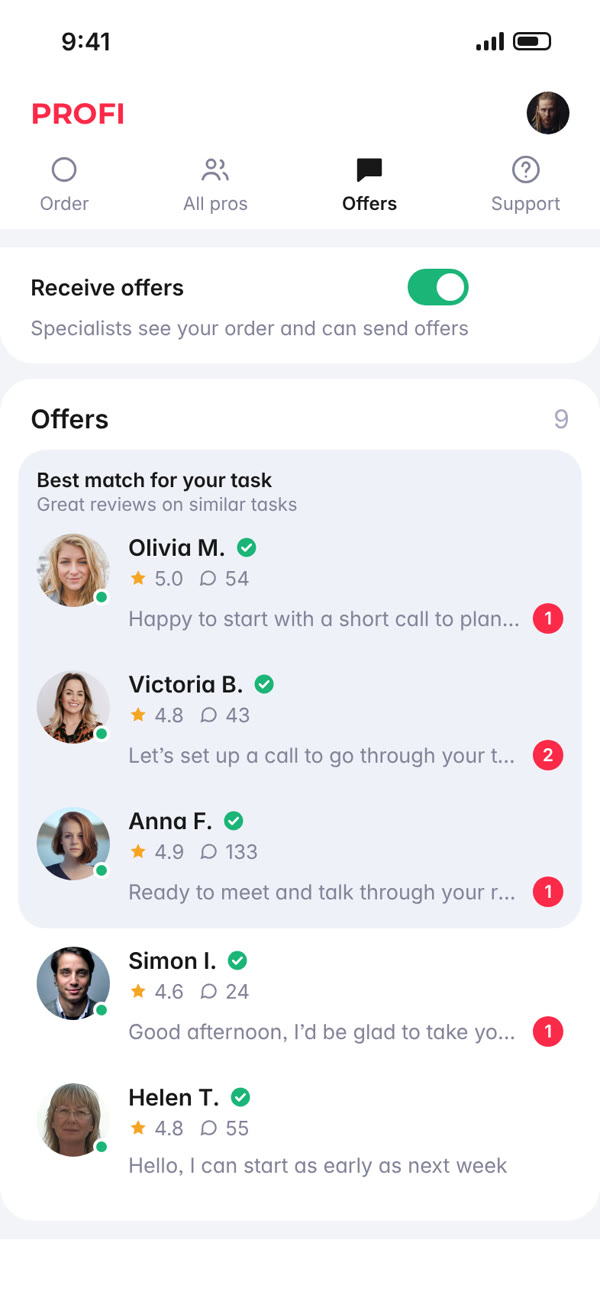 9:41
PROFI
Order
All pros
Offers
Support
Receive offers
Specialists see your order and can send offers
Offers 9
Best match for your task
Great reviews on similar tasks
Olivia M.
5.0 54
Happy to start with a short call to plan... 1
Victoria B.
4.8 43
Let’s set up a call to go through your t... 2
Anna F.
4.9 133
Ready to meet and talk through your r... 1
Simon I.
4.6 24
Good afternoon, I’d be glad to take yo... 1
Helen T.
4.8 55
Hello, I can start as early as next week